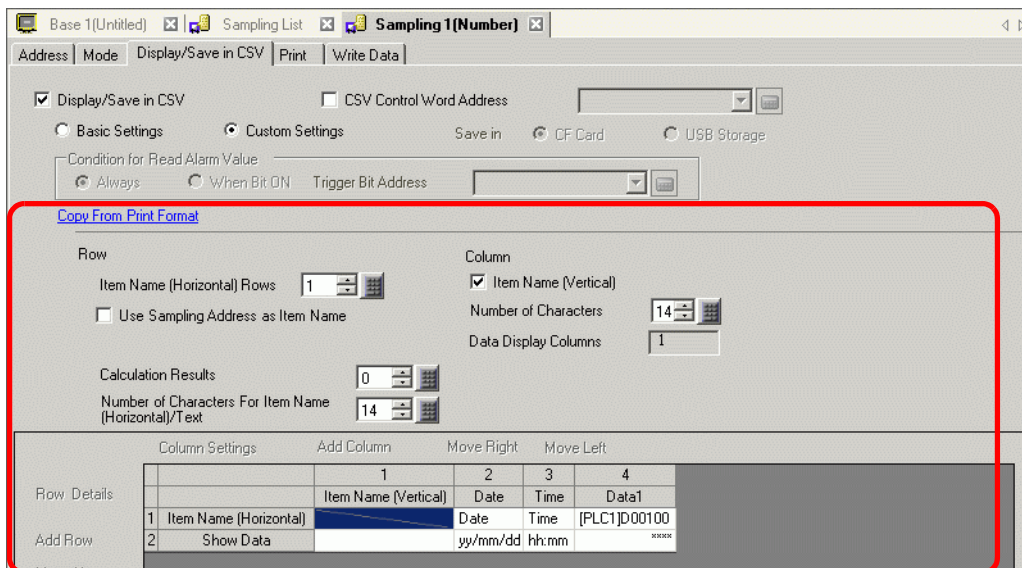 Base 1(Untitled) Sampling List Sampling 1(Number)
Address Mode Display/Save in CSV Print Write Data
Display/Save in CSV CSV Control Word Address
Basic Settings Custom Settings Save in CF Card USB Storage
Condition for Read Alarm Value
Always When Bit ON Trigger Bit Address
Copy From Print Format
Row Column
Item Name (Horizontal) Rows 1 Item Name (Vertical)
Use Sampling Address as Item Name Number of Characters 14
Data Display Columns 1
Calculation Results 0
Number of Characters For Item Name
(Horizontal)/Text 14
Column Settings Add Column Move Right Move Left
1 2 3 4
Row Details Item Name (Vertical) Date Time Data1
1 Item Name (Horizontal) Date Time [PLC1]D00100
Add Row 2 Show Data yy/mm/dd hh:mm ****